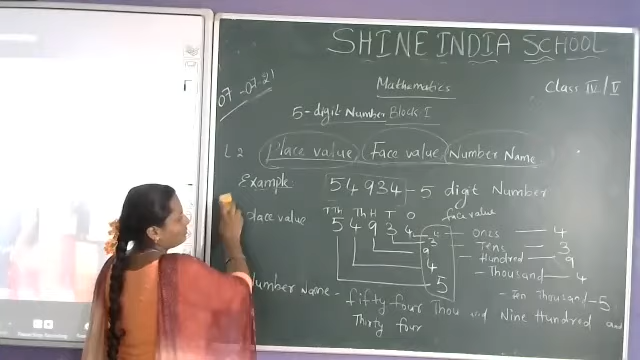 SHINE INDIA SCHOOL
07-07-21
Mathematics
Class IV/V
5-digit Number Block I
L 2
Place value Face value Number Name
Example 54934 - 5 digit Number
TTh Th H T O face value
Place value 5 4 9 3 4
4 Ones 4
3 Tens 3
9 Hundred 9
4 Thousand 4
5 Ten Thousand 5
Number Name - fifty four Thousand Nine Hundred and
Thirty four